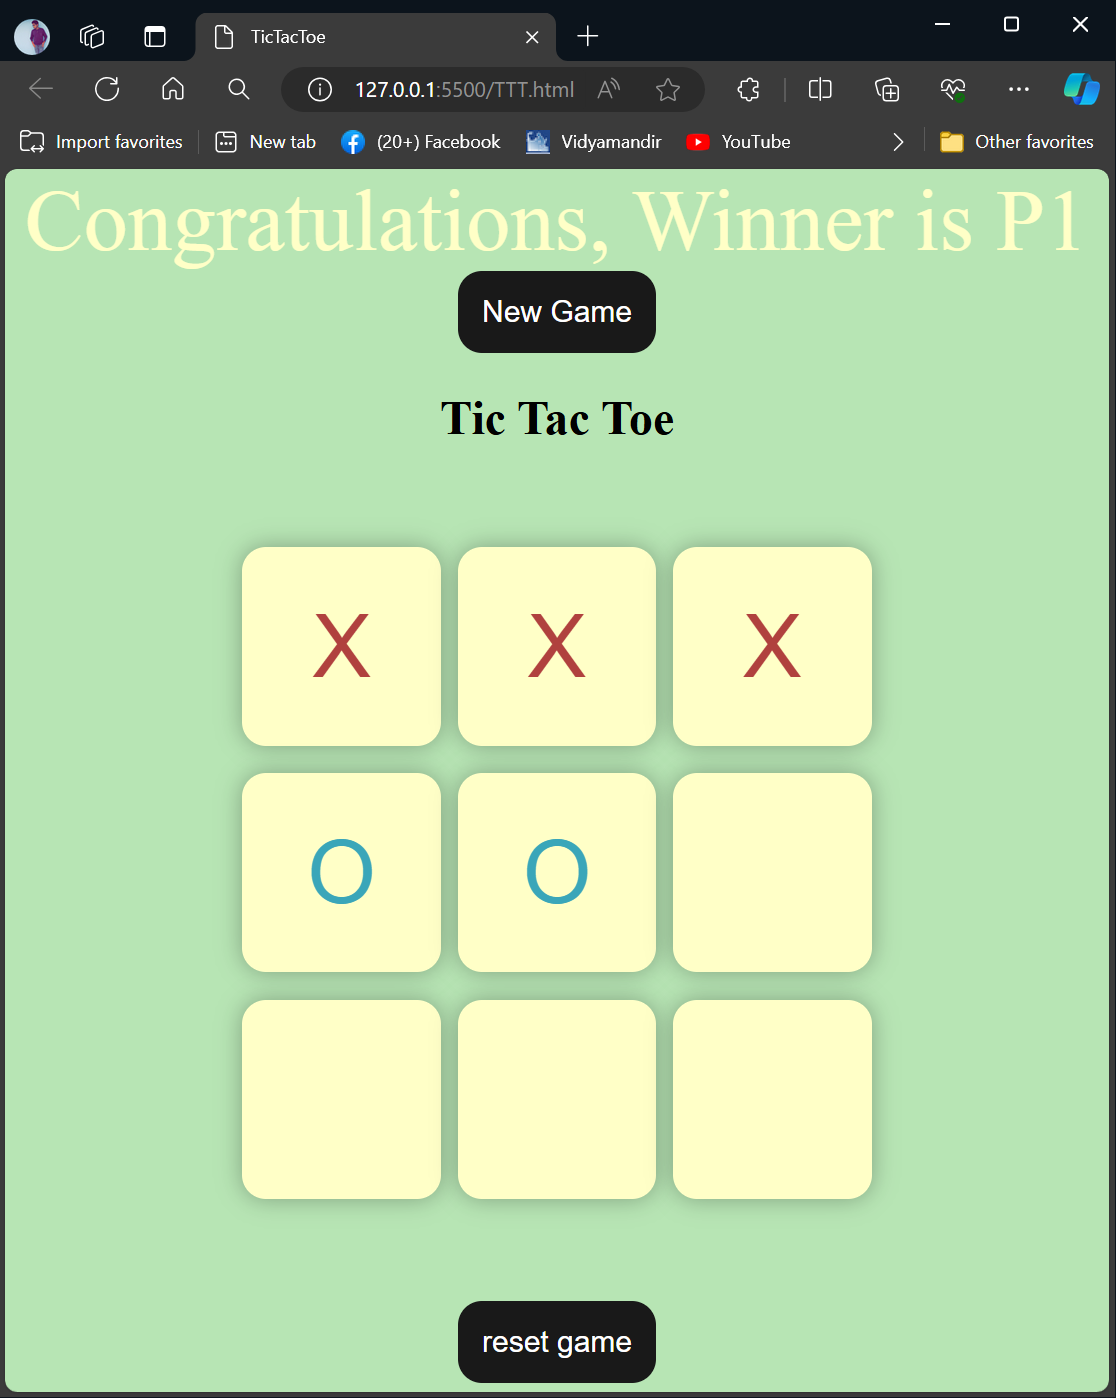 TicTacToe
127.0.0.1:5500/TTT.html
Import favorites New tab (20+) Facebook Vidyamandir YouTube Other favorites
Congratulations, Winner is P1
New Game
Tic Tac Toe
X X X
O O
reset game